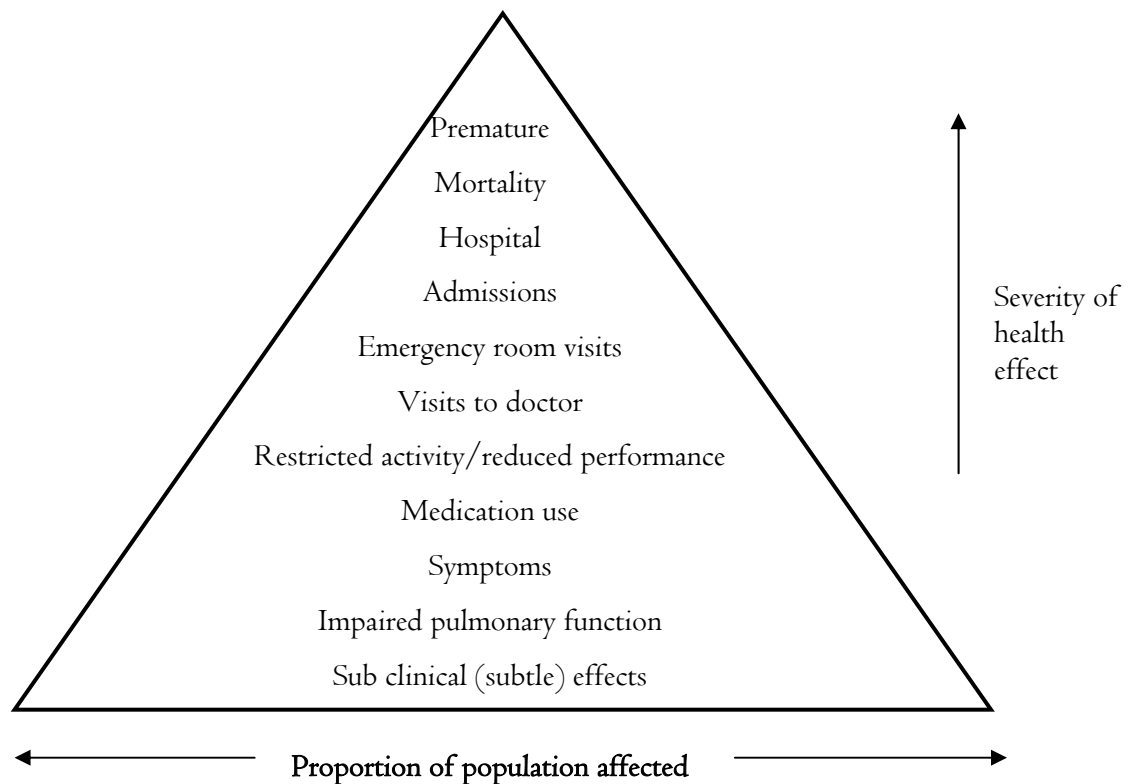 Premature
Mortality
Hospital
Admissions
Emergency room visits
Visits to doctor
Restricted activity/reduced performance
Medication use
Symptoms
Impaired pulmonary function
Sub clinical (subtle) effects
Severity of
health
effect
Proportion of population affected